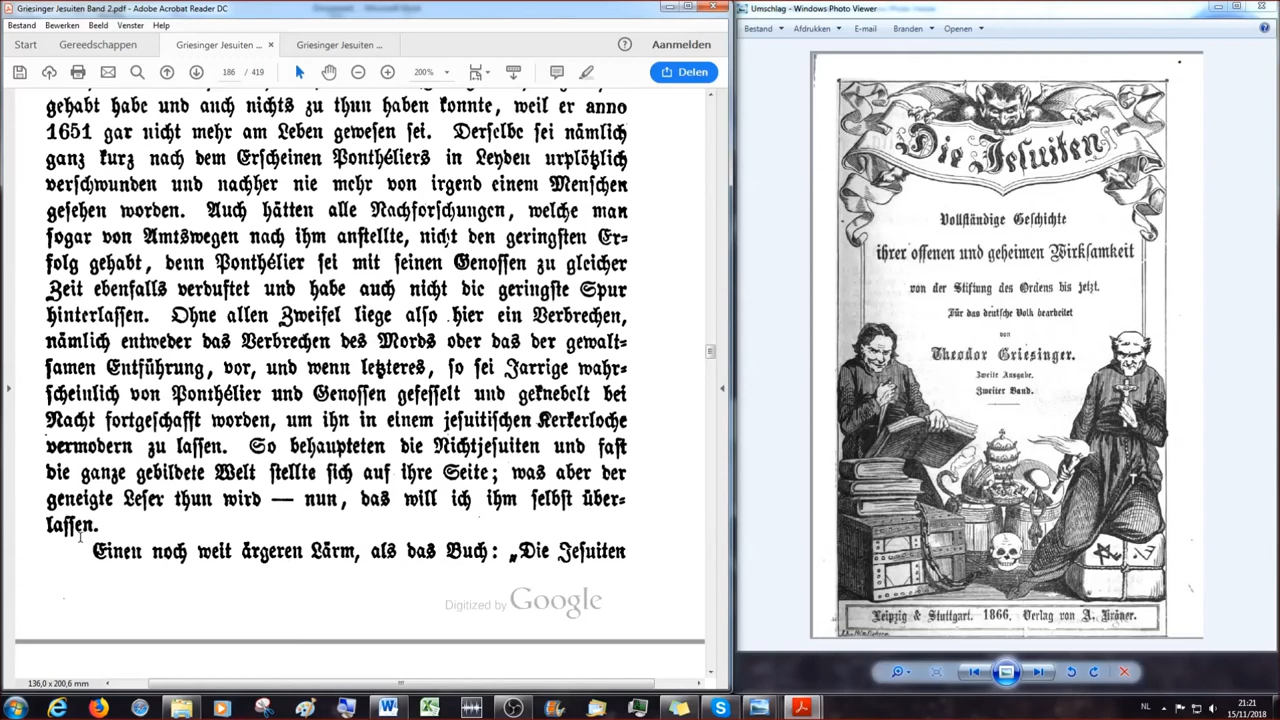 Griesinger Jesuiten Band 2.pdf - Adobe Acrobat Reader DC
Bestand Bewerken Beeld Venster Help
Start Gereedschappen Griesinger Jesuiten ... × Griesinger Jesuiten ... Aanmelden
186 / 419 200% Delen
gehabt habe und auch nichts zu thun haben konnte, weil er anno
1651 gar nicht mehr am Leben gewesen sei. Derselbe sei nämlich
ganz kurz nach dem Erscheinen Ponthéliers in Leyden urplötzlich
verschwunden und nachher nie mehr von irgend einem Menschen
gesehen worden. Auch hätten alle Nachforschungen, welche man
sogar von Amtswegen nach ihm anstellte, nicht den geringsten Er-
folg gehabt, denn Ponthélier sei mit seinen Genossen zu gleicher
Zeit ebenfalls verduftet und habe auch nicht die geringste Spur
hinterlassen. Ohne allen Zweifel liege also hier ein Verbrechen,
nämlich entweder das Verbrechen des Mords oder das der gewalt-
samen Entführung, vor, und wenn letzteres, so sei Jarrige wahr-
scheinlich von Ponthélier und Genossen gefesselt und geknebelt bei
Nacht fortgeschafft worden, um ihn in einem jesuitischen Kerkerloche
vermodern zu lassen. So behaupteten die Nichtjesuiten und fast
die ganze gebildete Welt stellte sich auf ihre Seite; was aber der
geneigte Leser thun wird — nun, das will ich ihm selbst über-
lassen.
Einen noch weit ärgeren Lärm, als das Buch: „Die Jesuiten
Digitized by Google
136,0 x 200,6 mm
Umschlag - Windows Photo Viewer
Bestand Afdrukken E-mail Branden Openen
Die Jesuiten
Vollständige Geschichte
ihrer offenen und geheimen Wirksamkeit
von der Stiftung des Ordens bis jetzt.
Für das deutsche Volk bearbeitet
von
Theodor Griesinger.
Zweite Ausgabe.
Zweiter Band.
Leipzig & Stuttgart. 1866. Verlag von A. Kröner.
NL 21:21
15/11/2018